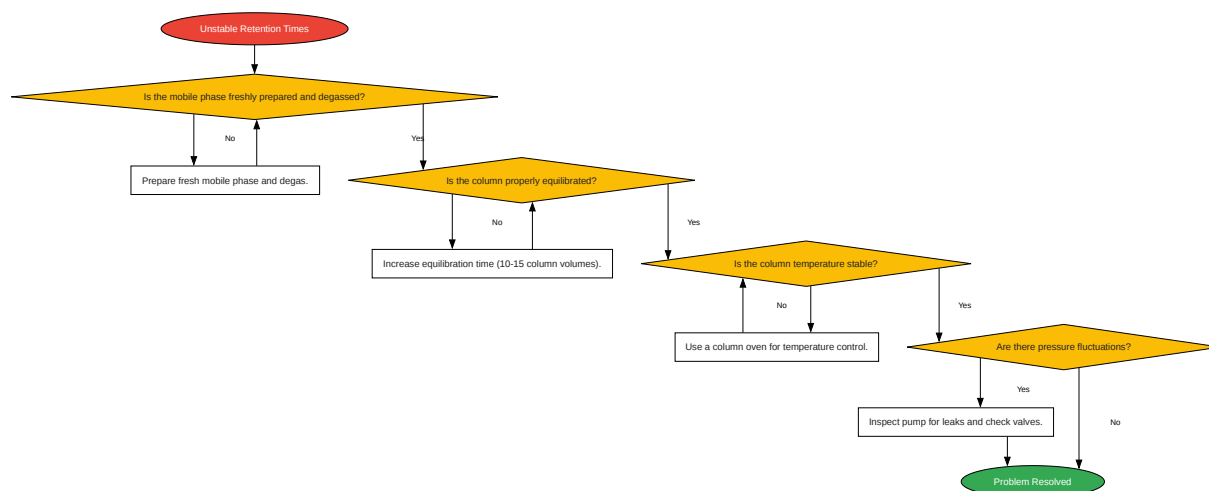 Unstable Retention Times
Is the mobile phase freshly prepared and degassed?
No
Yes
Prepare fresh mobile phase and degas.
Is the column properly equilibrated?
No
Yes
Increase equilibration time (10-15 column volumes).
Is the column temperature stable?
No
Yes
Use a column oven for temperature control.
Are there pressure fluctuations?
Yes
No
Inspect pump for leaks and check valves.
Problem Resolved